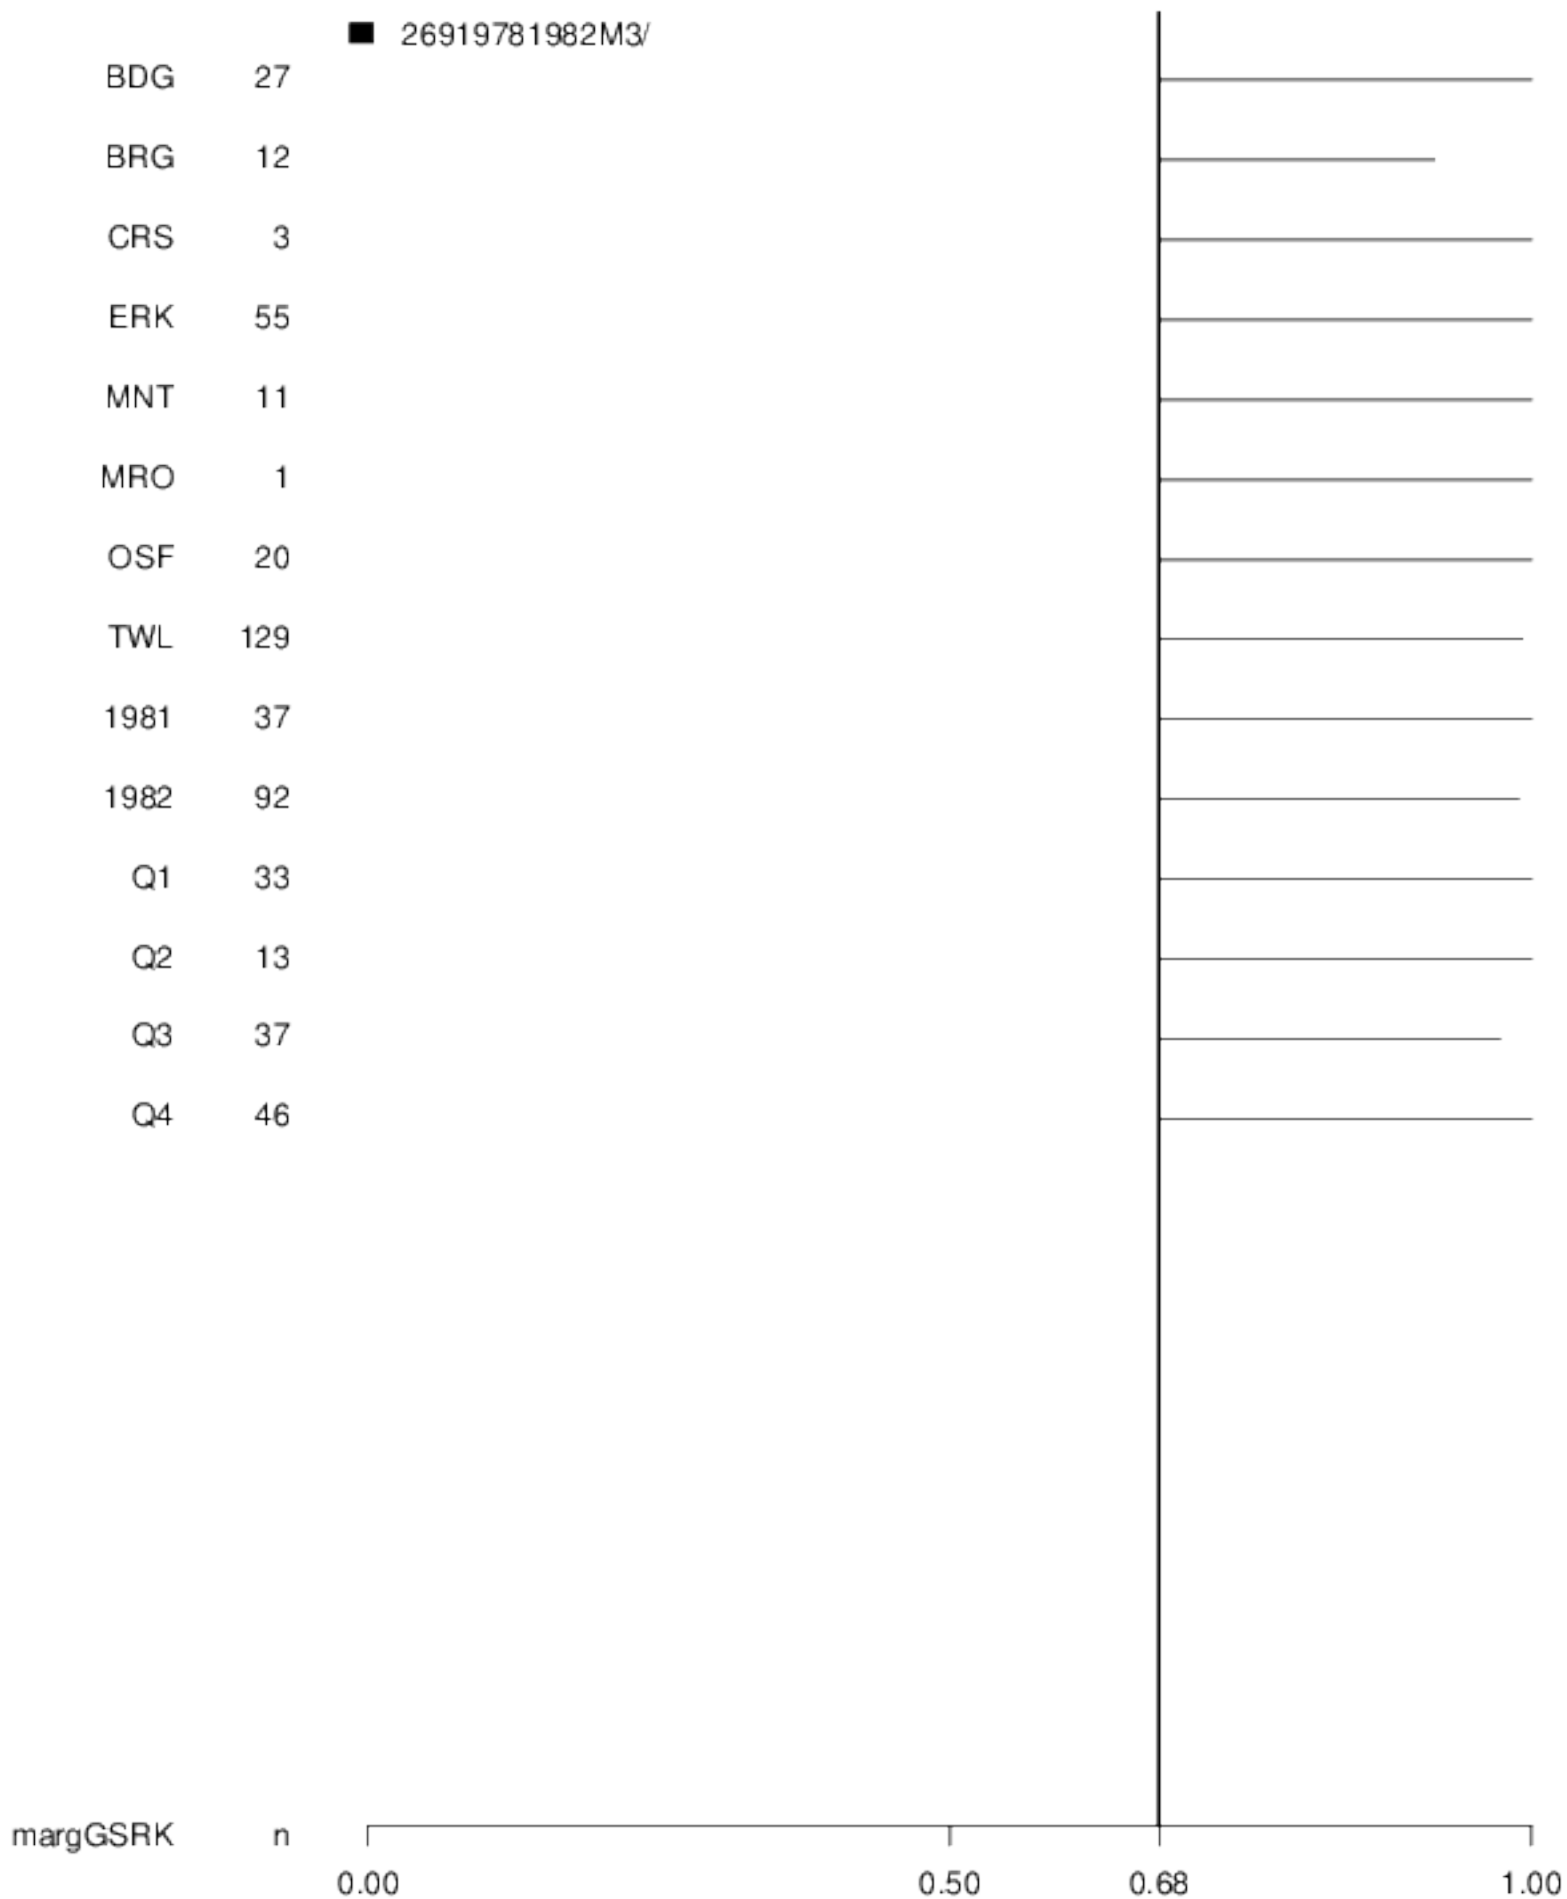 ■ 26919781982M3/
BDG 27
BRG 12
CRS 3
ERK 55
MNT 11
MRO 1
OSF 20
TWL 129
1981 37
1982 92
Q1 33
Q2 13
Q3 37
Q4 46
margGSRK n
0.00 0.50 0.68 1.00